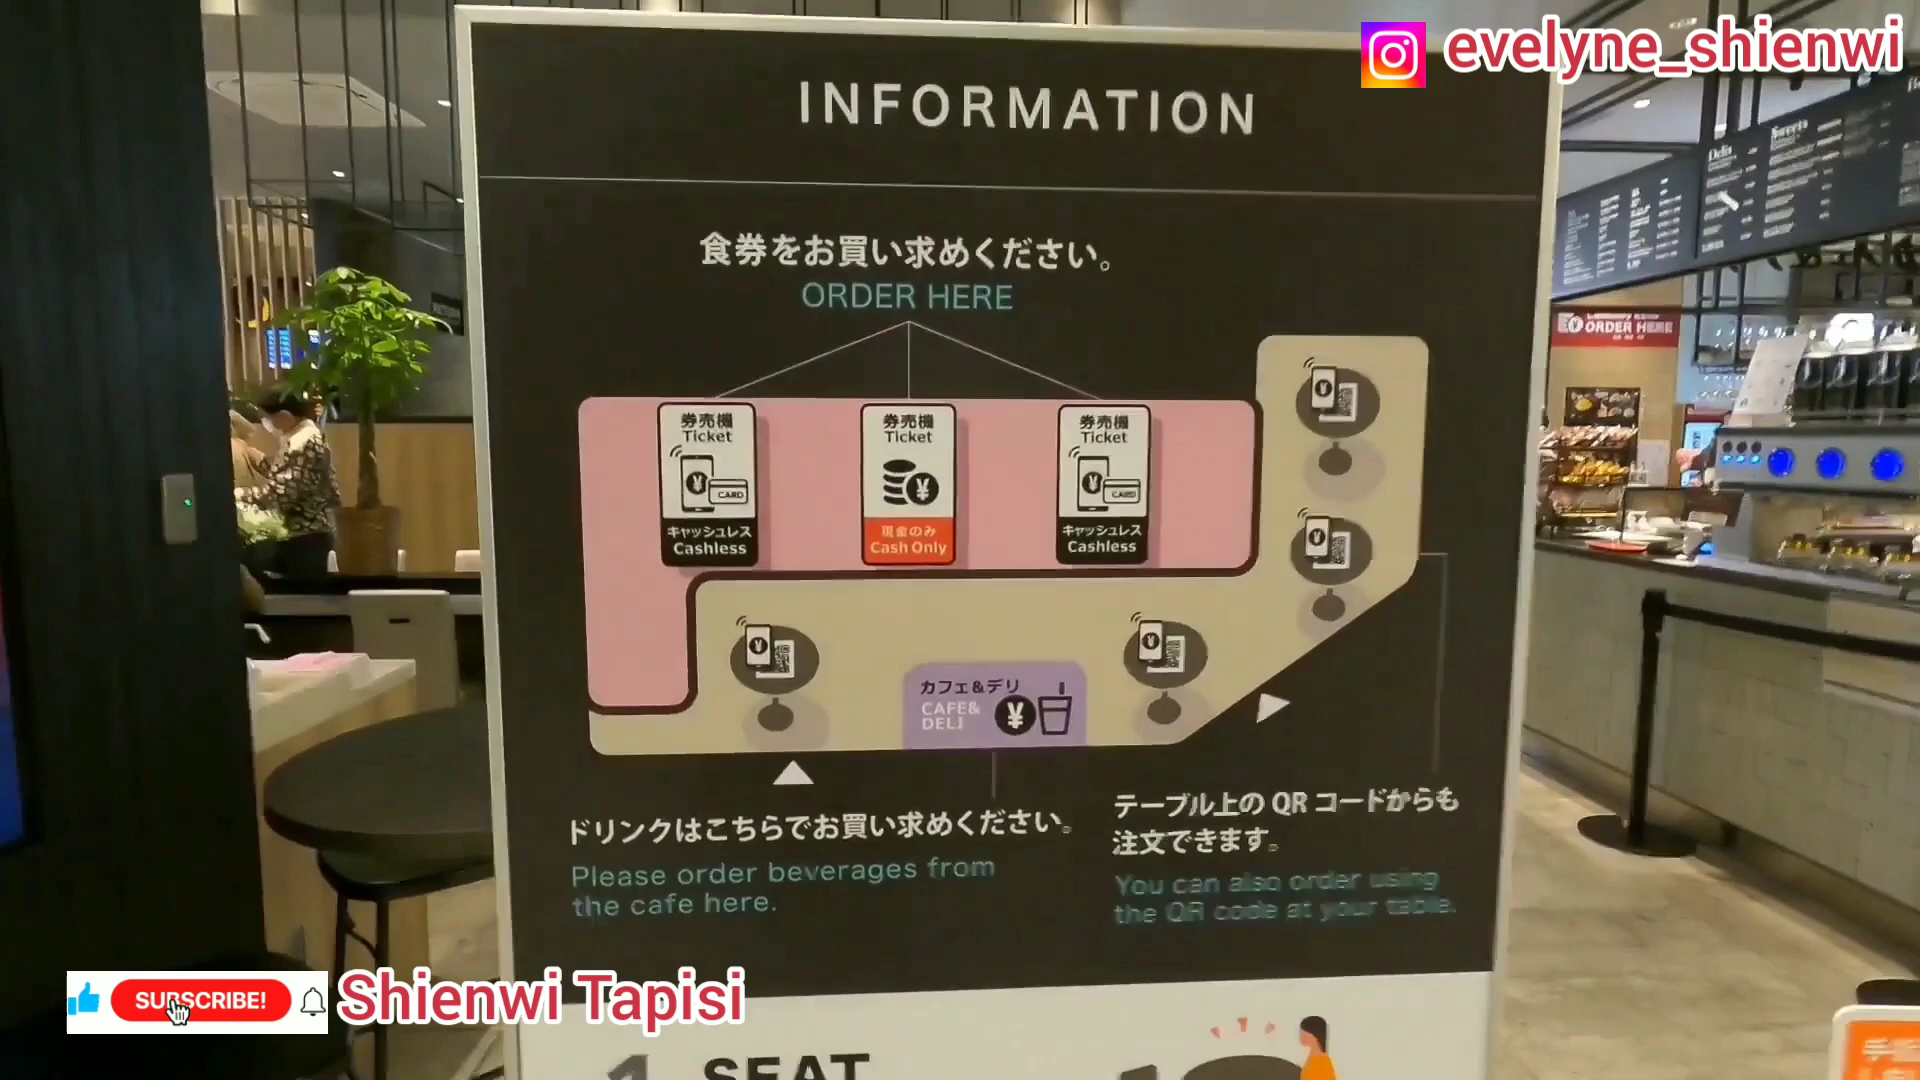 evelyne_shienwi
INFORMATION
食券をお買い求めください。
ORDER HERE
券売機
Ticket
CARD
キャッシュレス
Cashless
券売機
Ticket
現金のみ
Cash Only
券売機
Ticket
CARD
キャッシュレス
Cashless
カフェ&デリ
CAFE&
DELI
ドリンクはこちらでお買い求めください。
Please order beverages from
the cafe here.
テーブル上の QR コードからも
注文できます。
You can also order using
the QR code at your table.
Delis
Sweets
ORDER HERE
SUBSCRIBE!
Shienwi Tapisi
1 SEAT